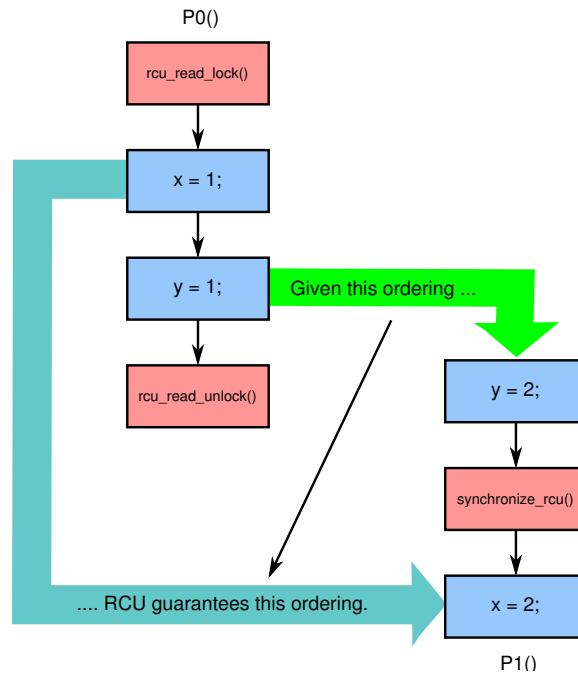 P0()
rcu_read_lock()
x = 1;
y = 1;
Given this ordering ...
rcu_read_unlock()
y = 2;
synchronize_rcu()
.... RCU guarantees this ordering.
x = 2;
P1()